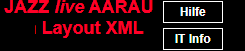 JAZZ live AARAU
Layout XML
Hilfe
IT Info